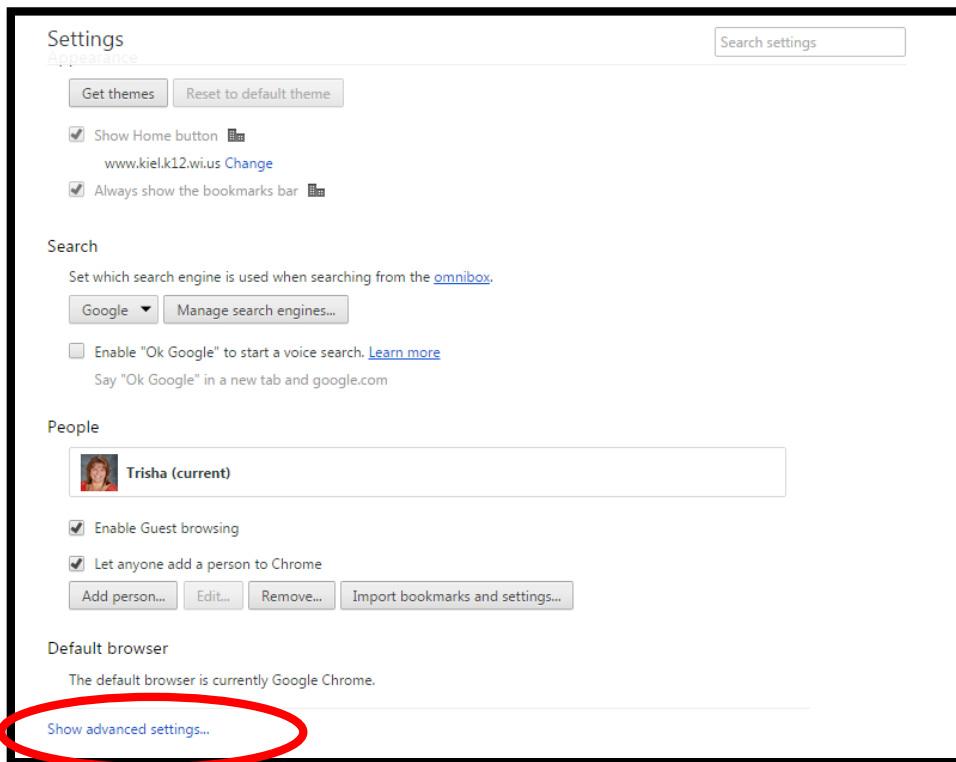 Settings
Search settings
Appearance
Get themes Reset to default theme
Show Home button
www.kiel.k12.wi.us Change
Always show the bookmarks bar
Search
Set which search engine is used when searching from the omnibox.
Google Manage search engines...
Enable "Ok Google" to start a voice search. Learn more
Say "Ok Google" in a new tab and google.com
People
Trisha (current)
Enable Guest browsing
Let anyone add a person to Chrome
Add person... Edit... Remove... Import bookmarks and settings...
Default browser
The default browser is currently Google Chrome.
Show advanced settings...